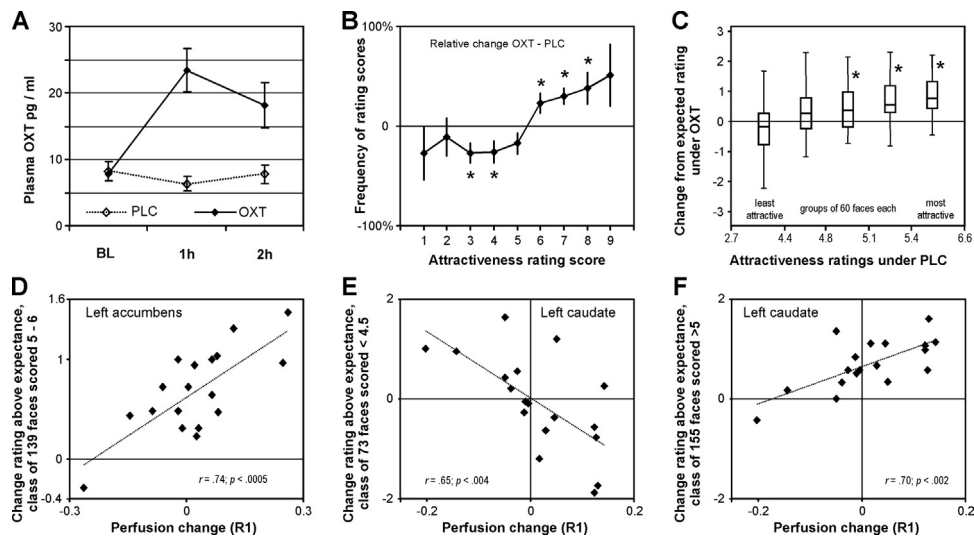 A
Plasma OXT pg / ml
30
25
20
15
10
5
0
PLC
OXT
BL
1h
2h
B
Frequency of rating scores
100%
0
-100%
Relative change OXT - PLC
*
*
*
*
*
1
2
3
4
5
6
7
8
9
Attractiveness rating score
C
Change from expected rating
under OXT
3
2
1
0
-1
-2
-3
*
*
*
least
attractive
groups of 60 faces each
most
attractive
2.7
4.4
4.8
5.1
5.4
6.6
Attractiveness ratings under PLC
D
Change rating above expectance,
class of 139 faces scored 5 - 6
1.6
1
0
-0.4
Left accumbens
r = .74; p < .0005
-0.3
0
0.3
Perfusion change (R1)
E
Change rating above expectance,
class of 73 faces scored < 4.5
2
0
-2
Left caudate
r = .65; p < .004
-0.2
0
0.2
Perfusion change (R1)
F
Change rating above expectance,
class of 155 faces scored >5
2
0
-2
Left caudate
r = .70; p < .002
-0.2
0
0.2
Perfusion change (R1)